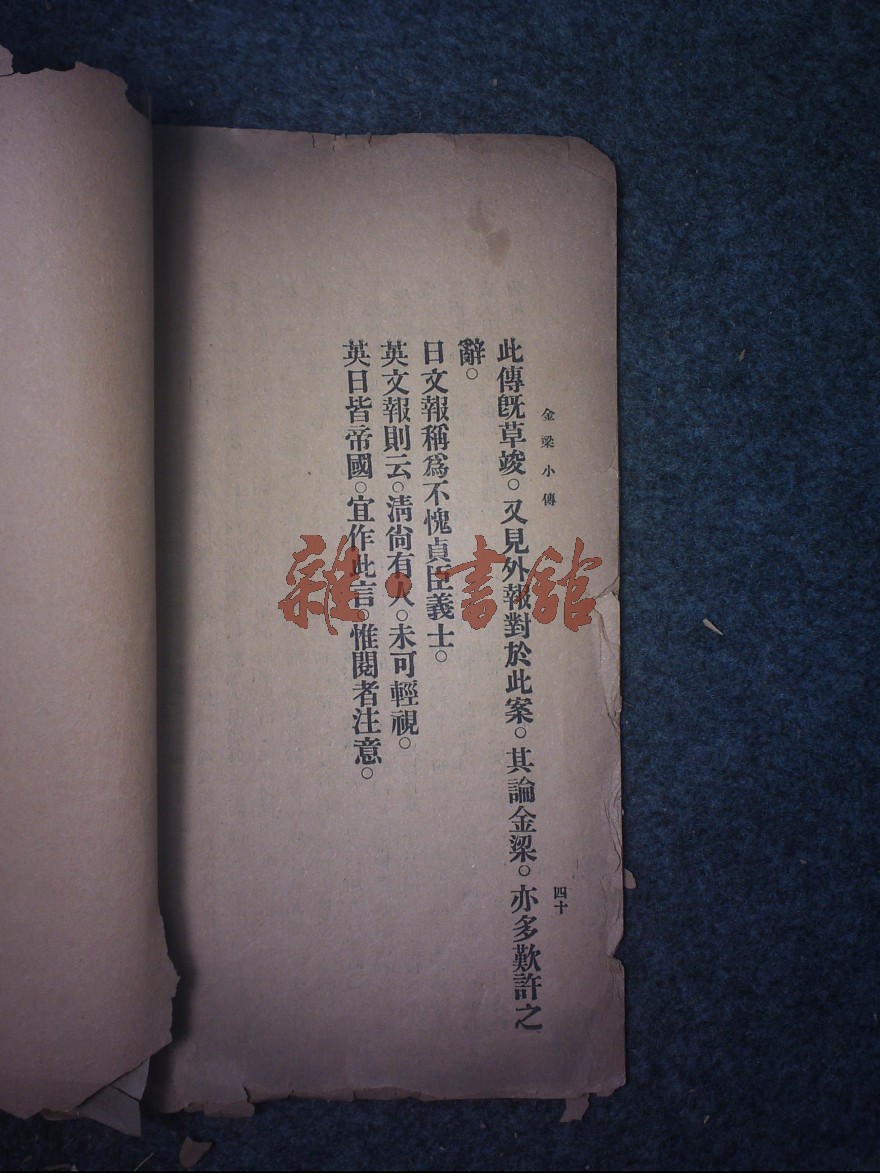 金梁小傳
四十
此傳旣草竣。又見外報對於此案。其論金梁。亦多歎許之
辭。
日文報稱爲不愧貞臣義士。
英文報則云。淸尙有人。未可輕視。
英日皆帝國。宜作此言。惟閱者注意。
雜·書館